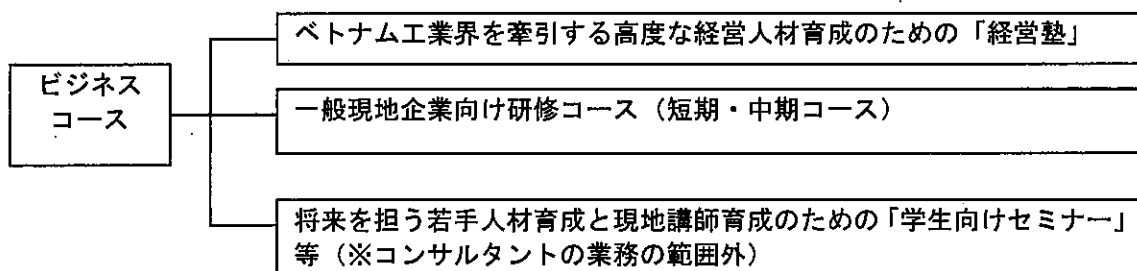 ベトナム工業界を牽引する高度な経営人材育成のための「経営塾」
ビジネス
コース
一般現地企業向け研修コース（短期・中期コース）
将来を担う若手人材育成と現地講師育成のための「学生向けセミナー」
等（※コンサルタントの業務の範囲外）